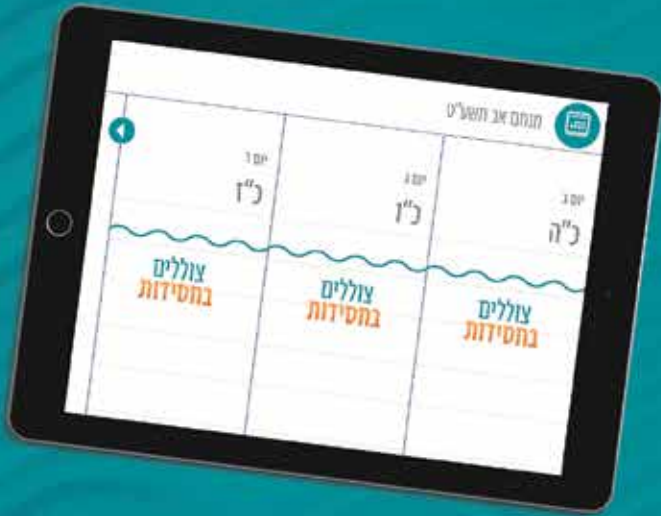 מנחם אב תשע"ט
יום ב
כ"ה
צוללים
בחסידות
יום ג
כ"ו
צוללים
בחסידות
יום ד
כ"ז
צוללים
בחסידות